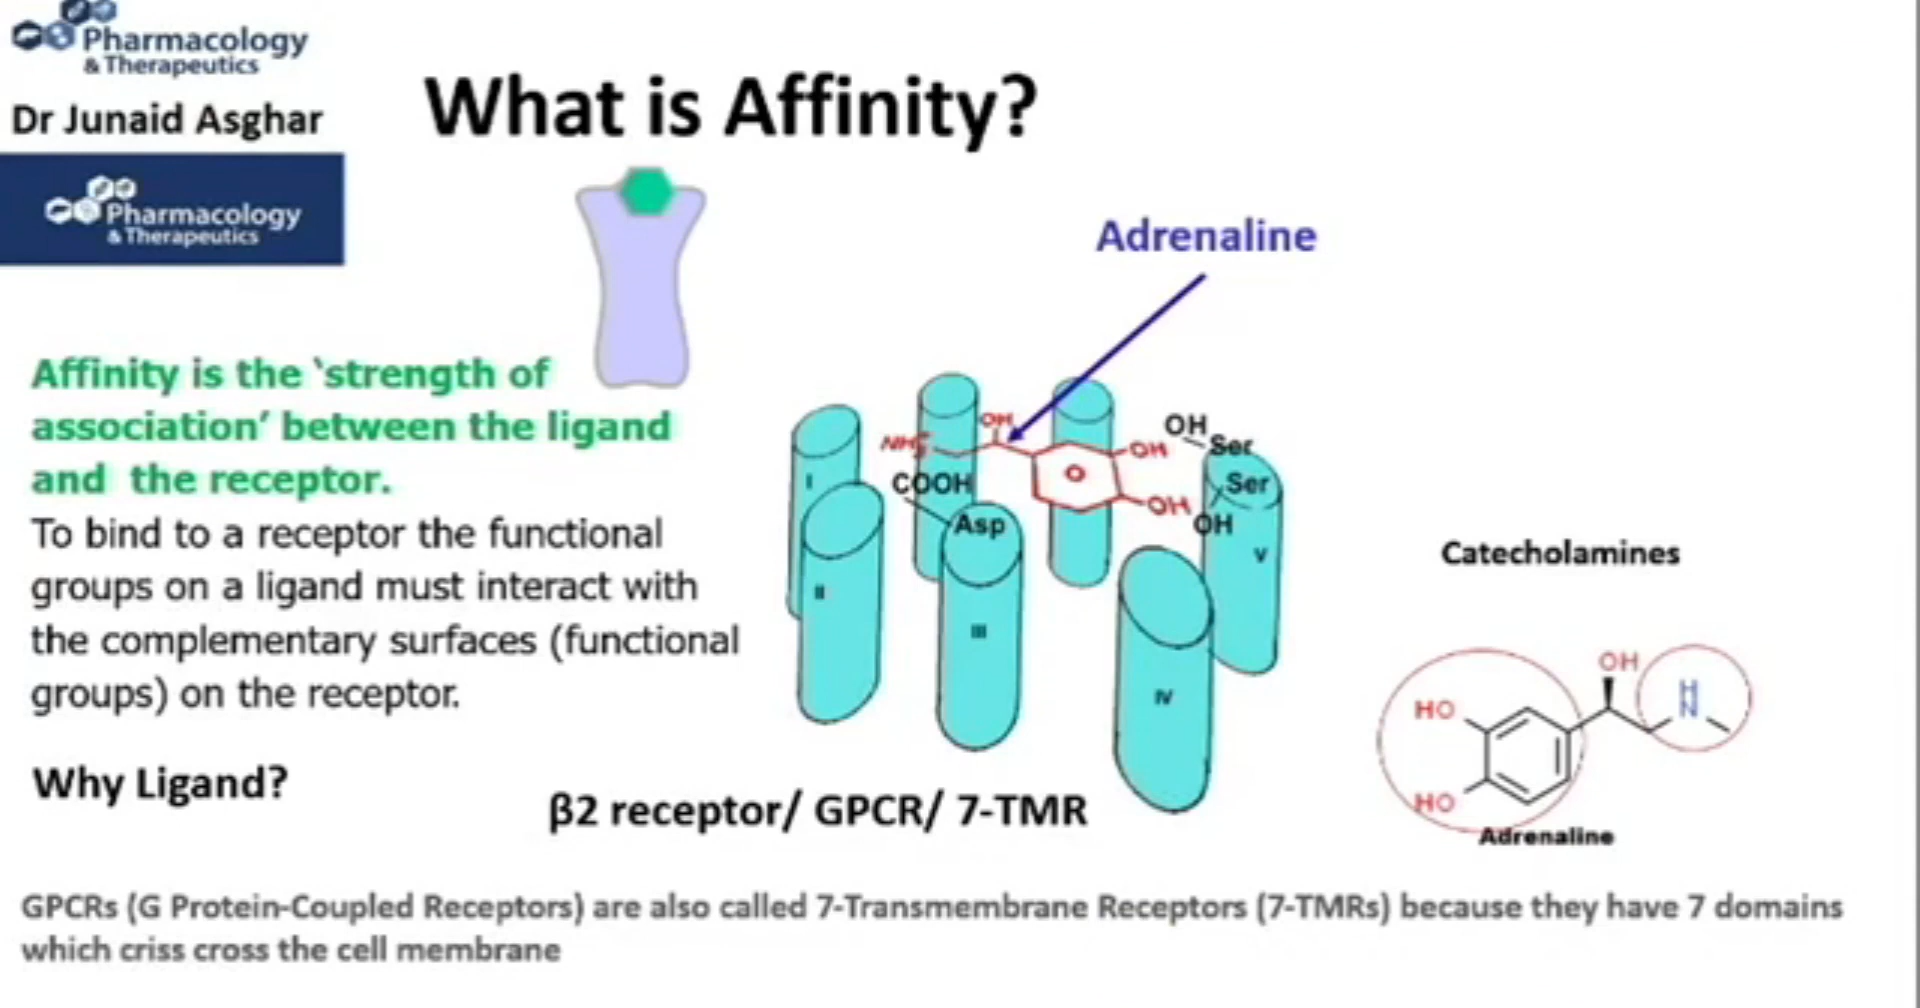 Pharmacology
& Therapeutics
Dr Junaid Asghar
Pharmacology
& Therapeutics
What is Affinity?
Adrenaline
Affinity is the ‘strength of
association’ between the ligand
and the receptor.
To bind to a receptor the functional
groups on a ligand must interact with
the complementary surfaces (functional
groups) on the receptor.
Why Ligand?
OH
OH
OH
COOH
Asp
OH
Ser
Ser
OH
I
II
III
IV
V
β2 receptor/ GPCR/ 7-TMR
Catecholamines
OH
H
N
HO
HO
Adrenaline
GPCRs (G Protein-Coupled Receptors) are also called 7-Transmembrane Receptors (7-TMRs) because they have 7 domains
which criss cross the cell membrane